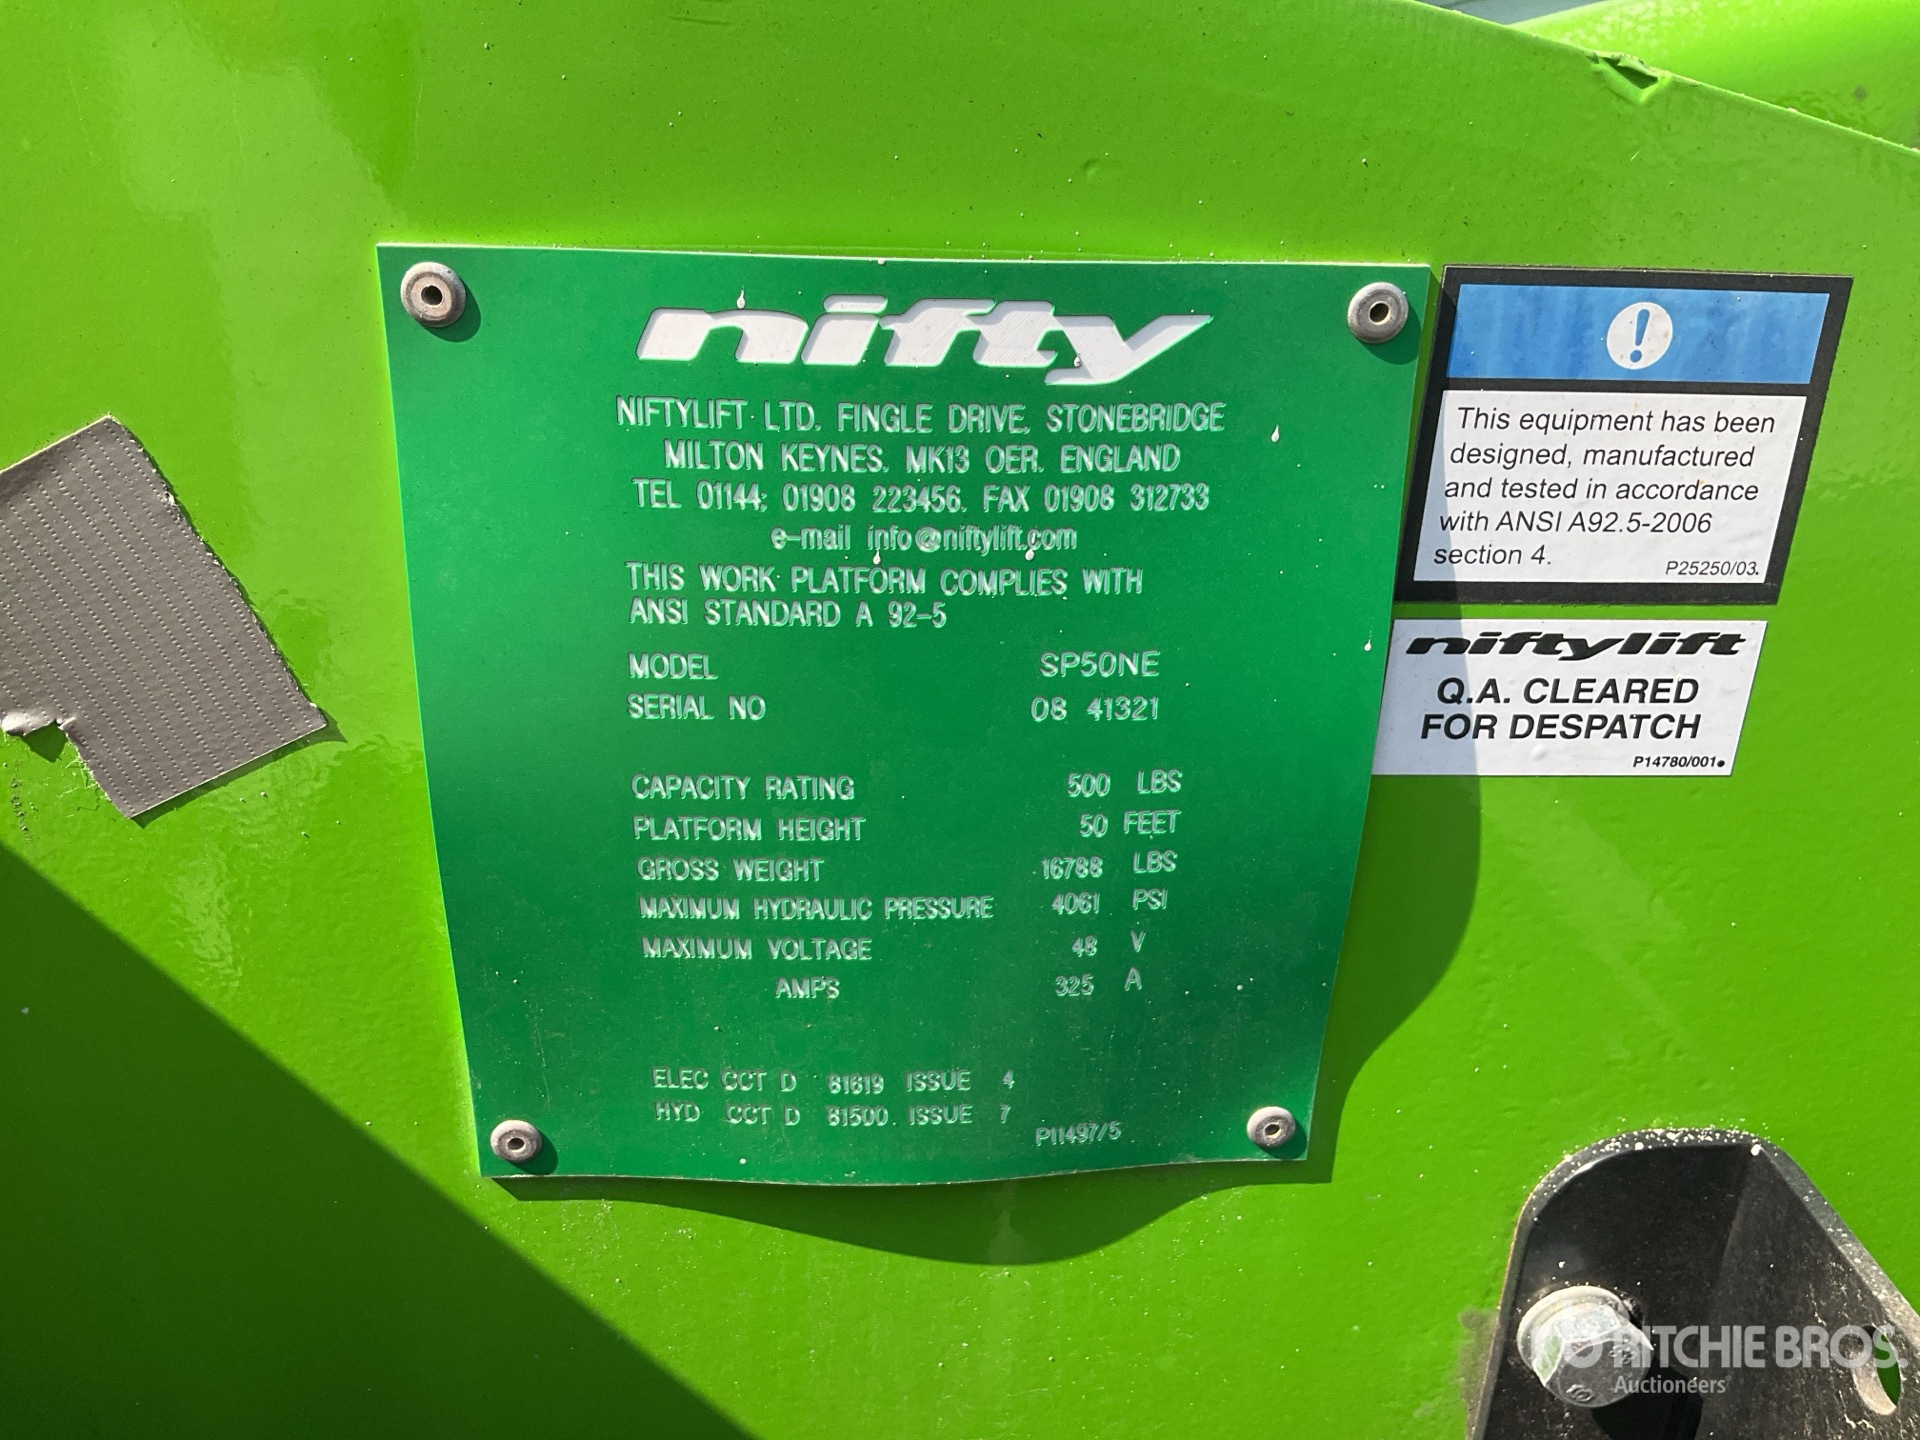 nifty
NIFTYLIFT LTD. FINGLE DRIVE, STONEBRIDGE
MILTON KEYNES. MK13 OER. ENGLAND
TEL 01144: 01908 223456. FAX 01908 312733
e-mail info@niftylift.com
THIS WORK PLATFORM COMPLIES WITH
ANSI STANDARD A 92-5
MODEL SP50NE
SERIAL NO 08 41321
CAPACITY RATING 500 LBS
PLATFORM HEIGHT 50 FEET
GROSS WEIGHT 16788 LBS
MAXIMUM HYDRAULIC PRESSURE 4061 PSI
MAXIMUM VOLTAGE 48 V
AMPS 325 A
ELEC CCT D 81619 ISSUE 4
HYD CCT D 81500. ISSUE 7
P11497/5
This equipment has been
designed, manufactured
and tested in accordance
with ANSI A92.5-2006
section 4.
P25250/03.
niftylift
Q.A. CLEARED
FOR DESPATCH
P14780/001.
RITCHIE BROS.
Auctioneers